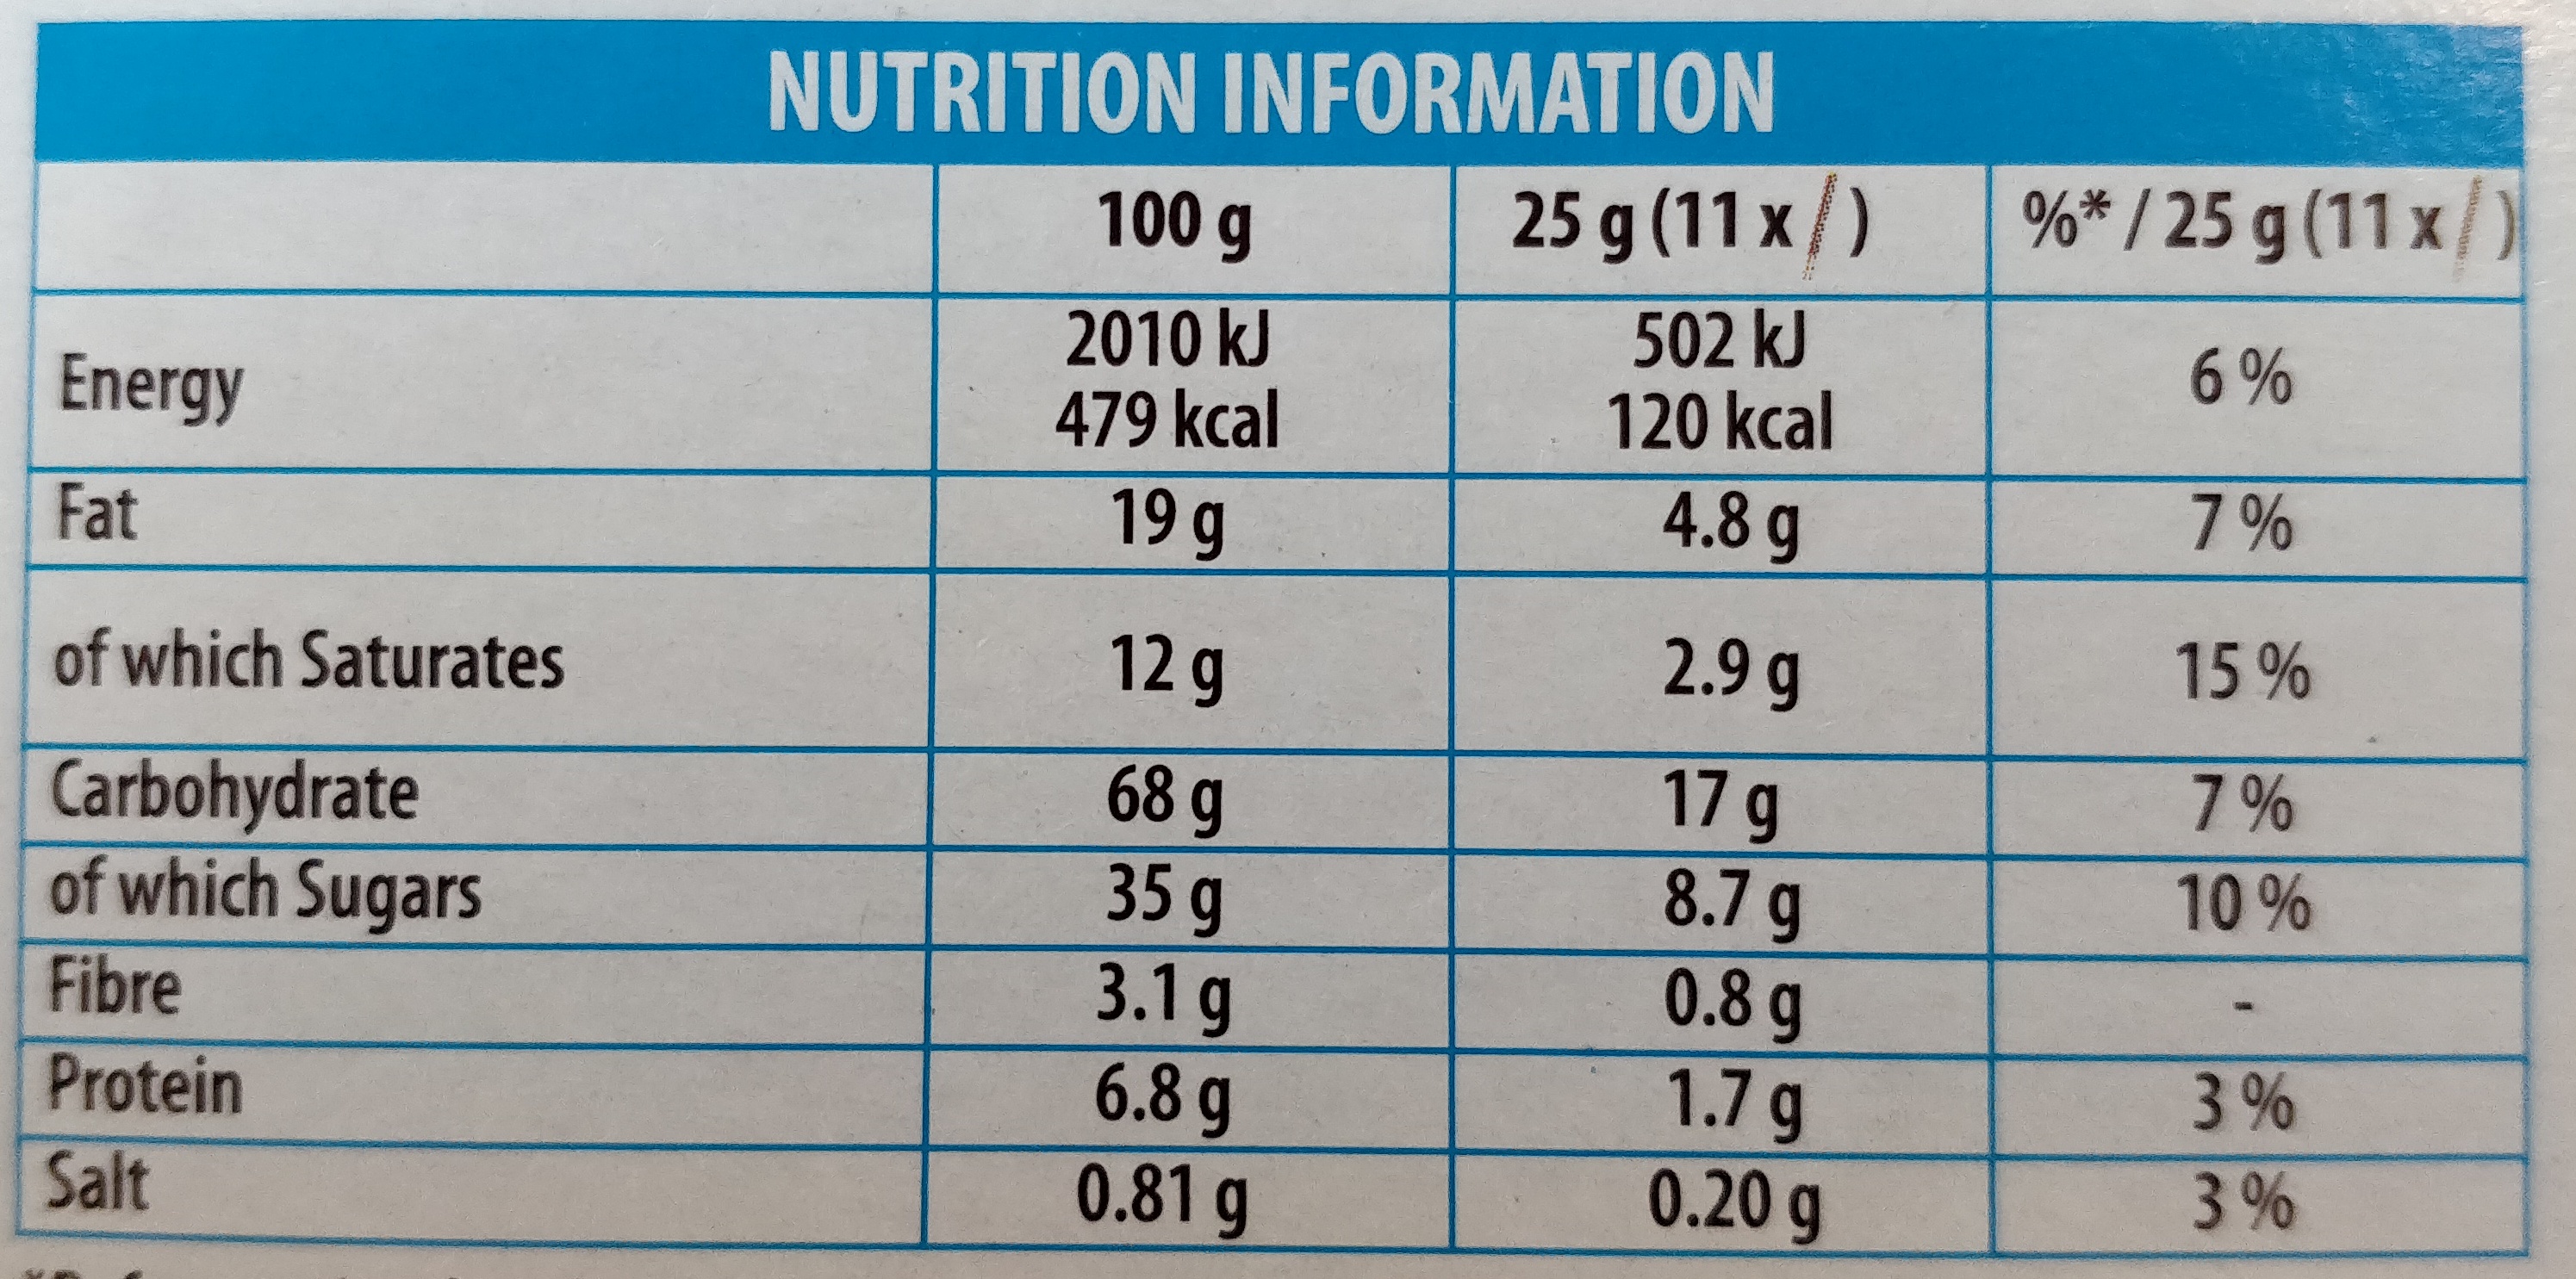 NUTRITION INFORMATION
100 g 25 g (11 x ) %* / 25 g (11 x )
Energy 2010 kJ 479 kcal 502 kJ 120 kcal 6 %
Fat 19 g 4.8 g 7 %
of which Saturates 12 g 2.9 g 15 %
Carbohydrate 68 g 17 g 7 %
of which Sugars 35 g 8.7 g 10 %
Fibre 3.1 g 0.8 g -
Protein 6.8 g 1.7 g 3 %
Salt 0.81 g 0.20 g 3 %